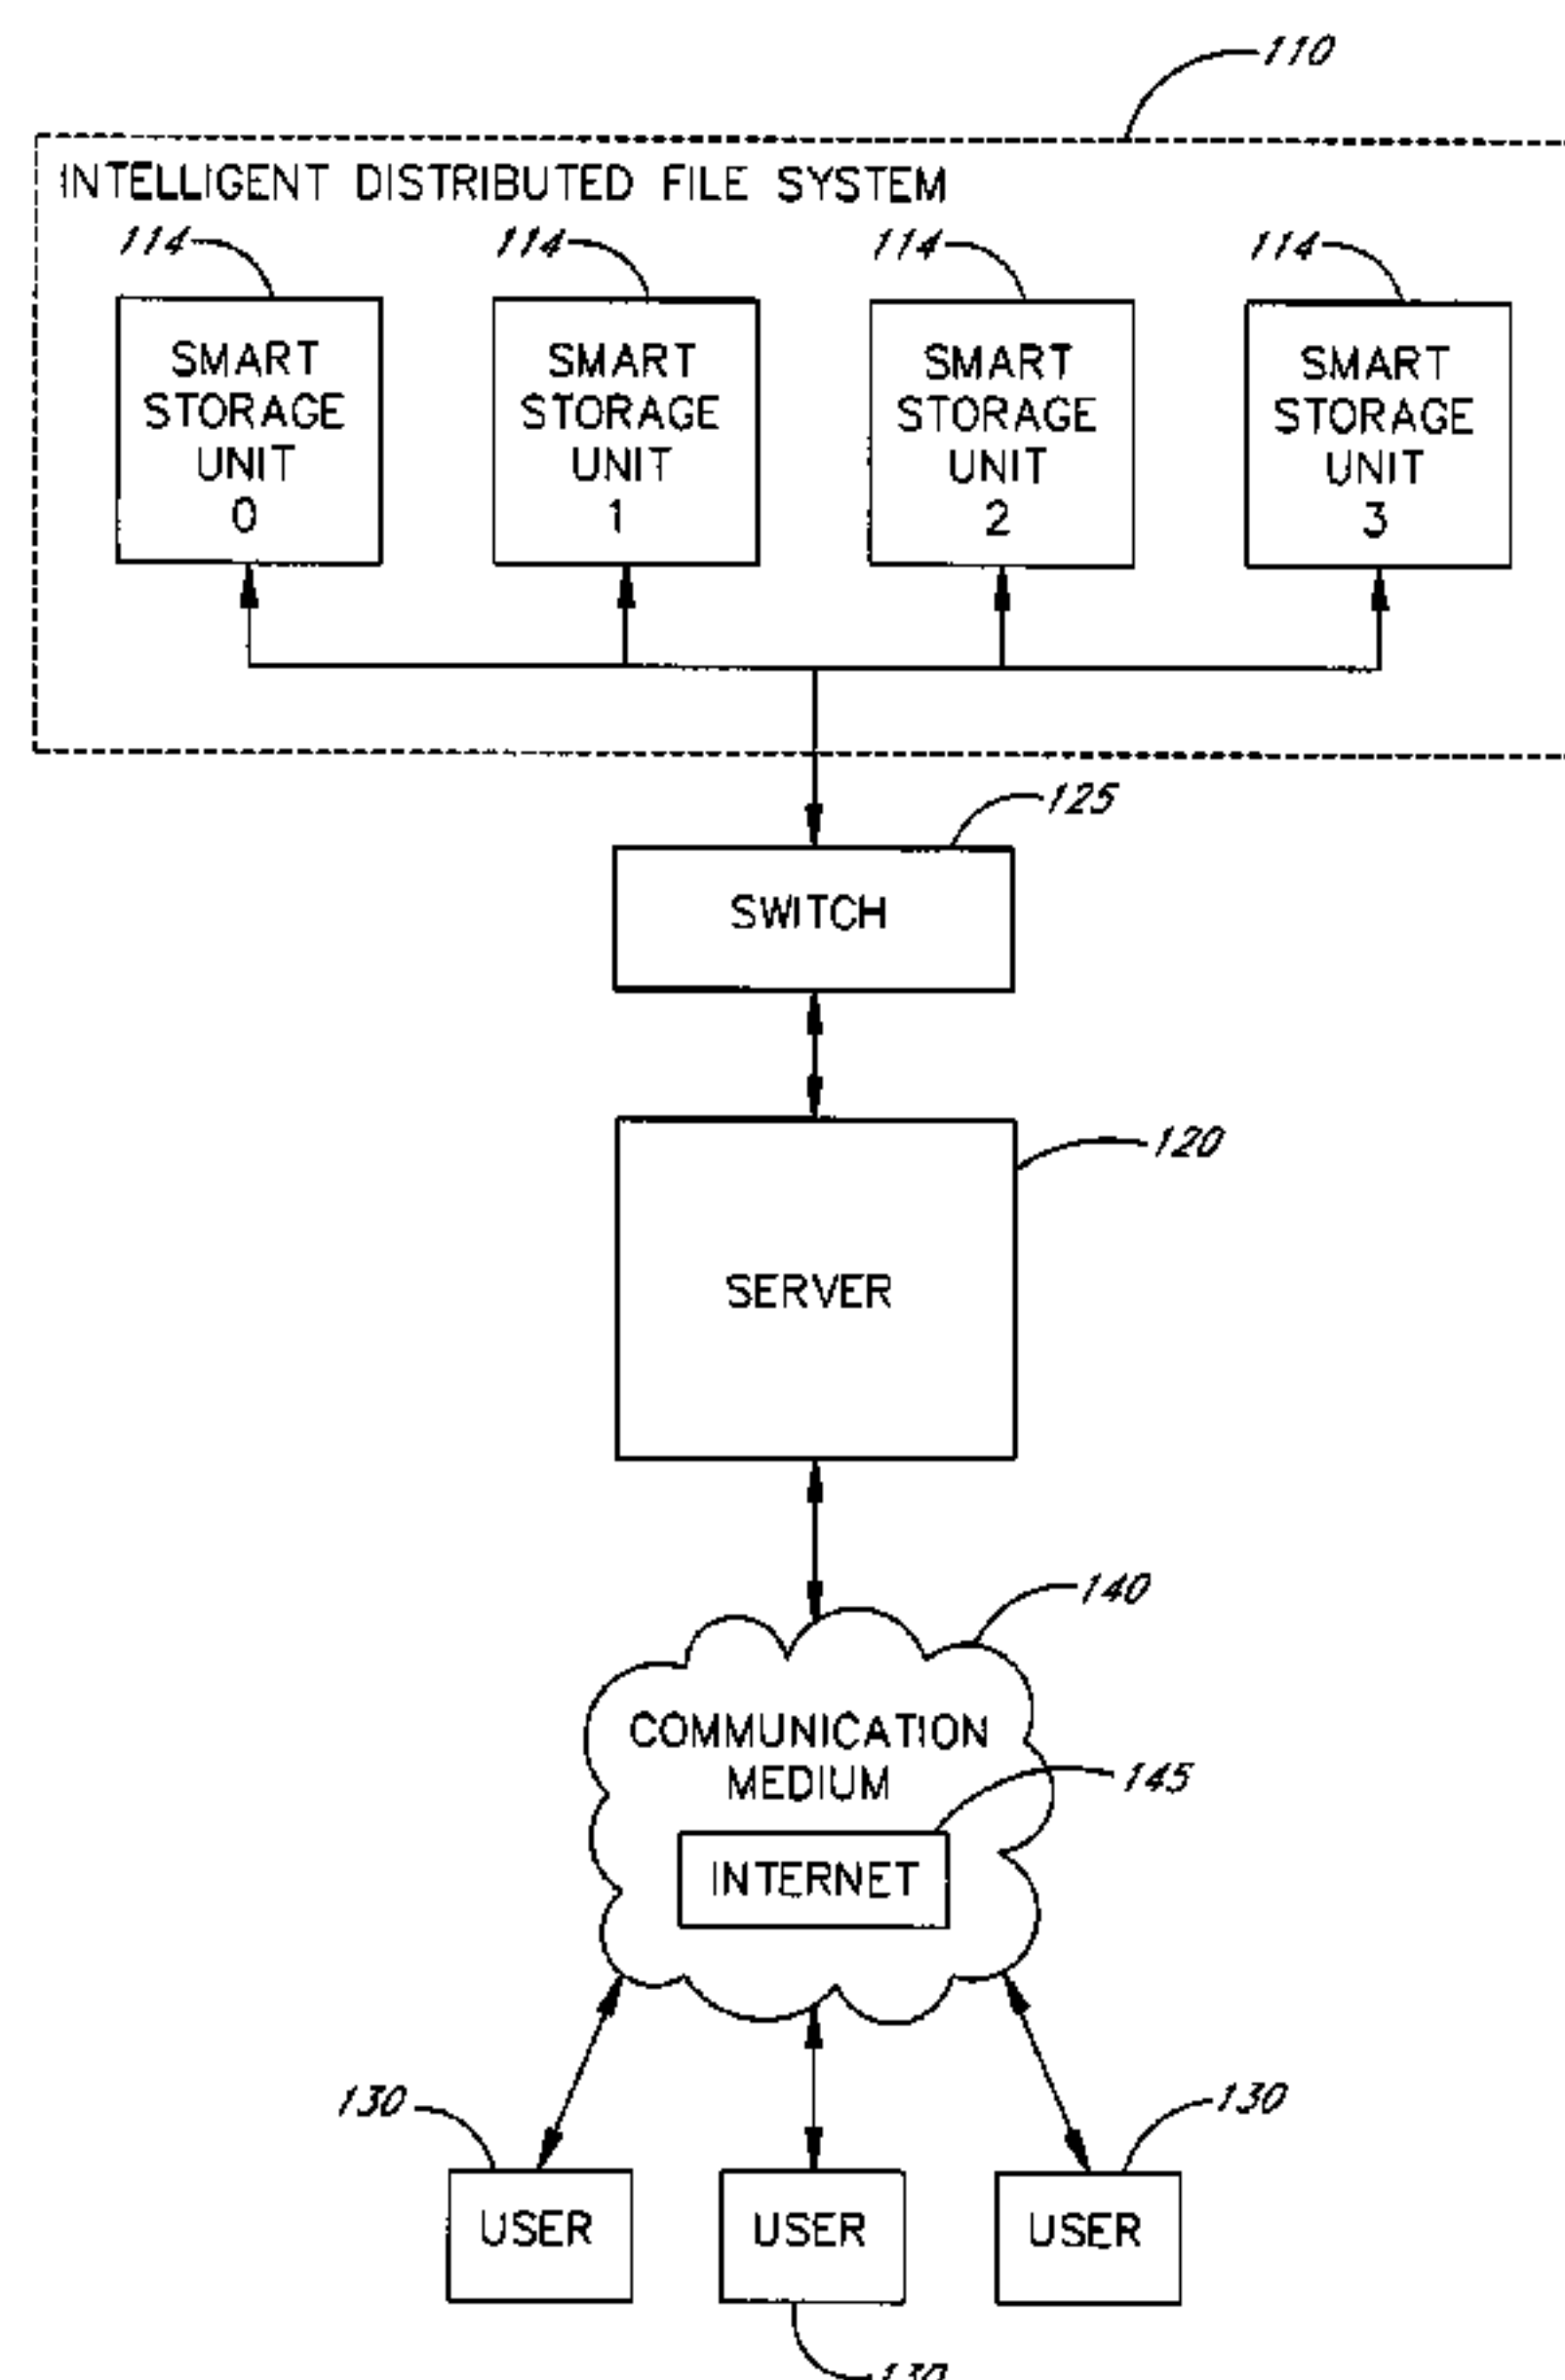 110
INTELLIGENT DISTRIBUTED FILE SYSTEM
114
114
114
114
SMART
STORAGE
UNIT
0
SMART
STORAGE
UNIT
1
SMART
STORAGE
UNIT
2
SMART
STORAGE
UNIT
3
125
SWITCH
120
SERVER
140
COMMUNICATION
MEDIUM
145
INTERNET
130
130
USER
USER
USER
130